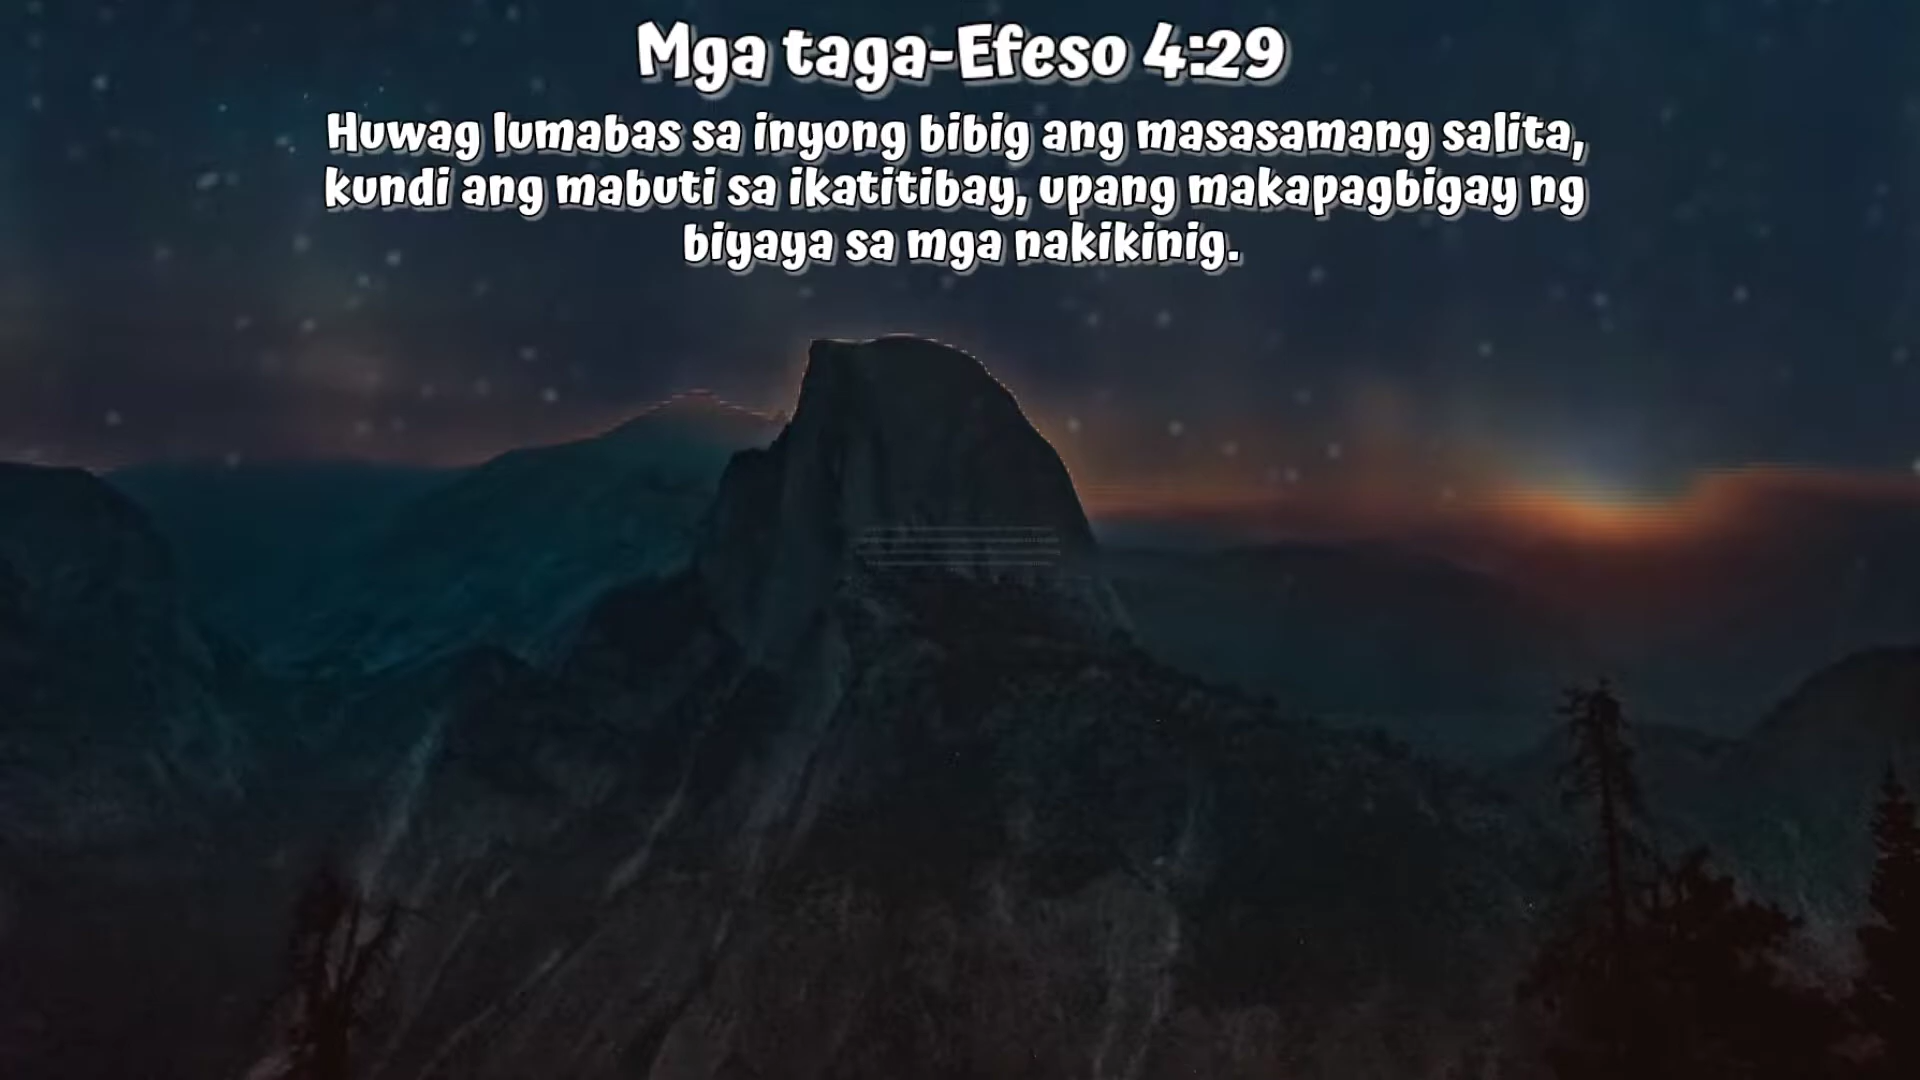 Mga taga-Efeso 4:29
Huwag lumabas sa inyong bibig ang masasamang salita,
kundi ang mabuti sa ikatitibay, upang makapagbigay ng
biyaya sa mga nakikinig.